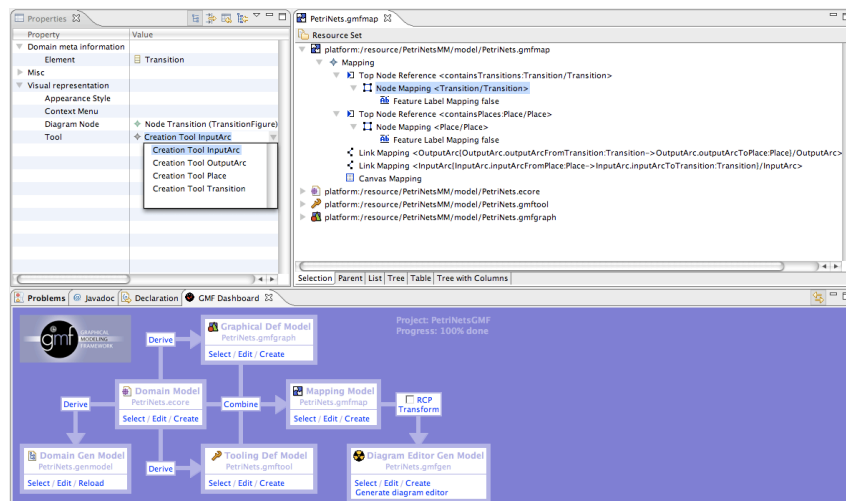 Properties
Property Value
Domain meta information
Element Transition
Misc
Visual representation
Appearance Style
Context Menu
Diagram Node Node Transition (TransitionFigure)
Tool Creation Tool InputArc
Creation Tool InputArc
Creation Tool OutputArc
Creation Tool Place
Creation Tool Transition
PetriNets.gmfmap
Resource Set
platform:/resource/PetriNetsMM/model/PetriNets.gmfmap
Mapping
Top Node Reference <containsTransitions:Transition/Transition>
Node Mapping <Transition/Transition>
Feature Label Mapping false
Top Node Reference <containsPlaces:Place/Place>
Node Mapping <Place/Place>
Feature Label Mapping false
Link Mapping <OutputArc{OutputArc.outputArcFromTransition:Transition->OutputArc.outputArcToPlace:Place}/OutputArc>
Link Mapping <InputArc{InputArc.inputArcFromPlace:Place->InputArc.inputArcToTransition:Transition}/InputArc>
Canvas Mapping
platform:/resource/PetriNetsMM/model/PetriNets.ecore
platform:/resource/PetriNetsMM/model/PetriNets.gmftool
platform:/resource/PetriNetsMM/model/PetriNets.gmfgraph
Selection Parent List Tree Table Tree with Columns
Problems @ Javadoc Declaration GMF Dashboard
gmf GRAPHICAL
MODELING
FRAMEWORK
Project: PetriNetsGMF
Progress: 100% done
Derive
Graphical Def Model
PetriNets.gmfgraph
Select / Edit / Create
Derive
Domain Model
PetriNets.ecore
Select / Edit / Create
Combine
Mapping Model
PetriNets.gmfmap
Select / Edit / Create
RCP
Transform
Domain Gen Model
PetriNets.genmodel
Select / Edit / Reload
Derive
Tooling Def Model
PetriNets.gmftool
Select / Edit / Create
Diagram Editor Gen Model
PetriNets.gmfgen
Select / Edit / Create
Generate diagram editor